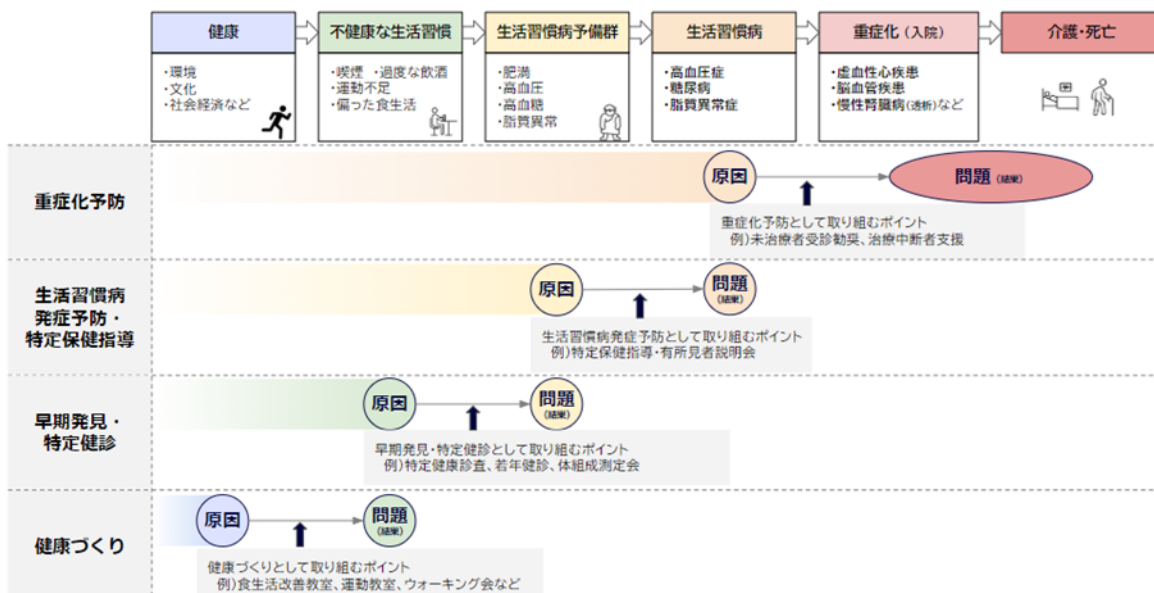 健康
不健康な生活習慣
生活習慣病予備群
生活習慣病
重症化(入院)
介護・死亡
・環境
・文化
・社会経済など
・喫煙 ・過度な飲酒
・運動不足
・偏った食生活
・肥満
・高血圧
・高血糖
・脂質異常
・高血圧症
・糖尿病
・脂質異常症
・虚血性心疾患
・脳血管疾患
・慢性腎臓病(透析)など
重症化予防
原因
問題(結果)
重症化予防として取り組むポイント
例)未治療者受診勧奨、治療中断者支援
生活習慣病
発症予防・
特定保健指導
原因
問題
(結果)
生活習慣病発症予防として取り組むポイント
例)特定保健指導・有所見者説明会
早期発見・
特定健診
原因
問題
(結果)
早期発見・特定健診として取り組むポイント
例)特定健康診査、若年健診、体組成測定会
健康づくり
原因
問題
(結果)
健康づくりとして取り組むポイント
例)食生活改善教室、運動教室、ウォーキング会など